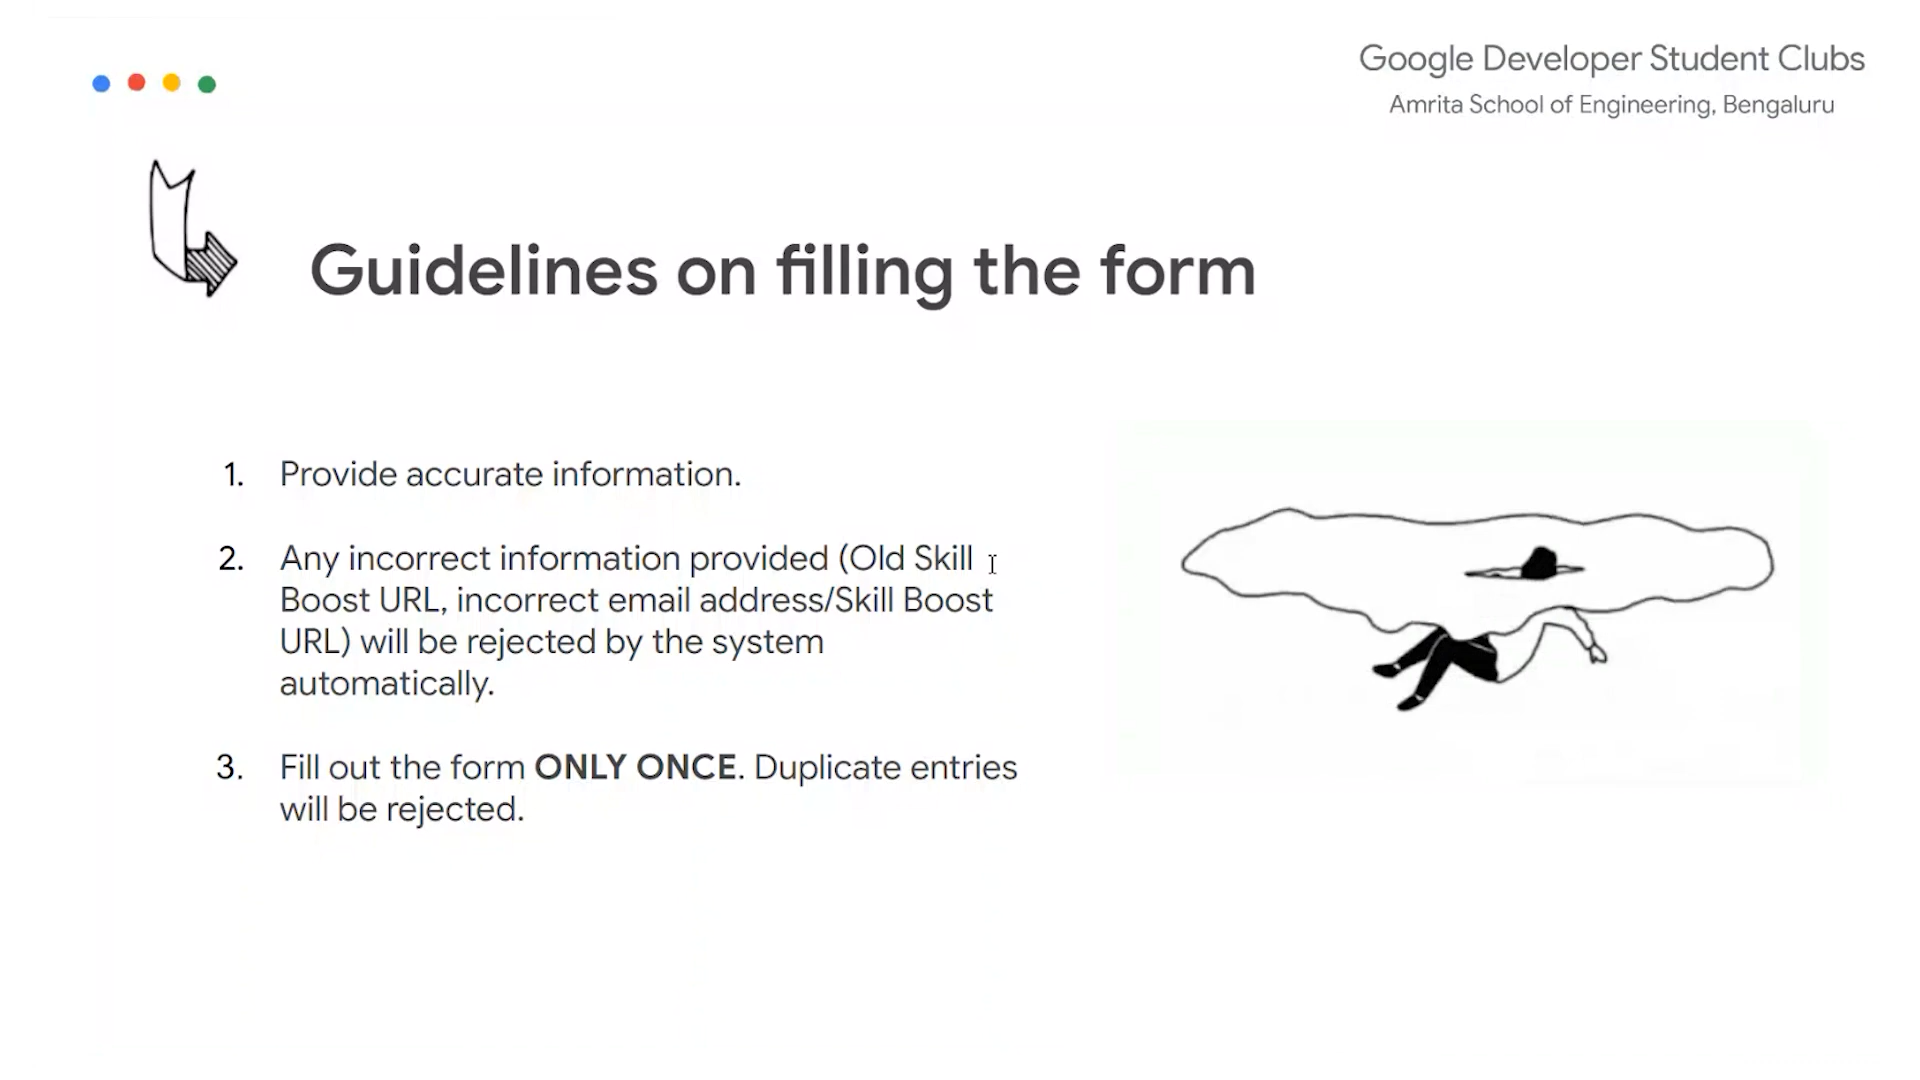 Google Developer Student Clubs
Amrita School of Engineering, Bengaluru
Guidelines on filling the form
1. Provide accurate information.
2. Any incorrect information provided (Old Skill
Boost URL, incorrect email address/Skill Boost
URL) will be rejected by the system
automatically.
3. Fill out the form ONLY ONCE. Duplicate entries
will be rejected.